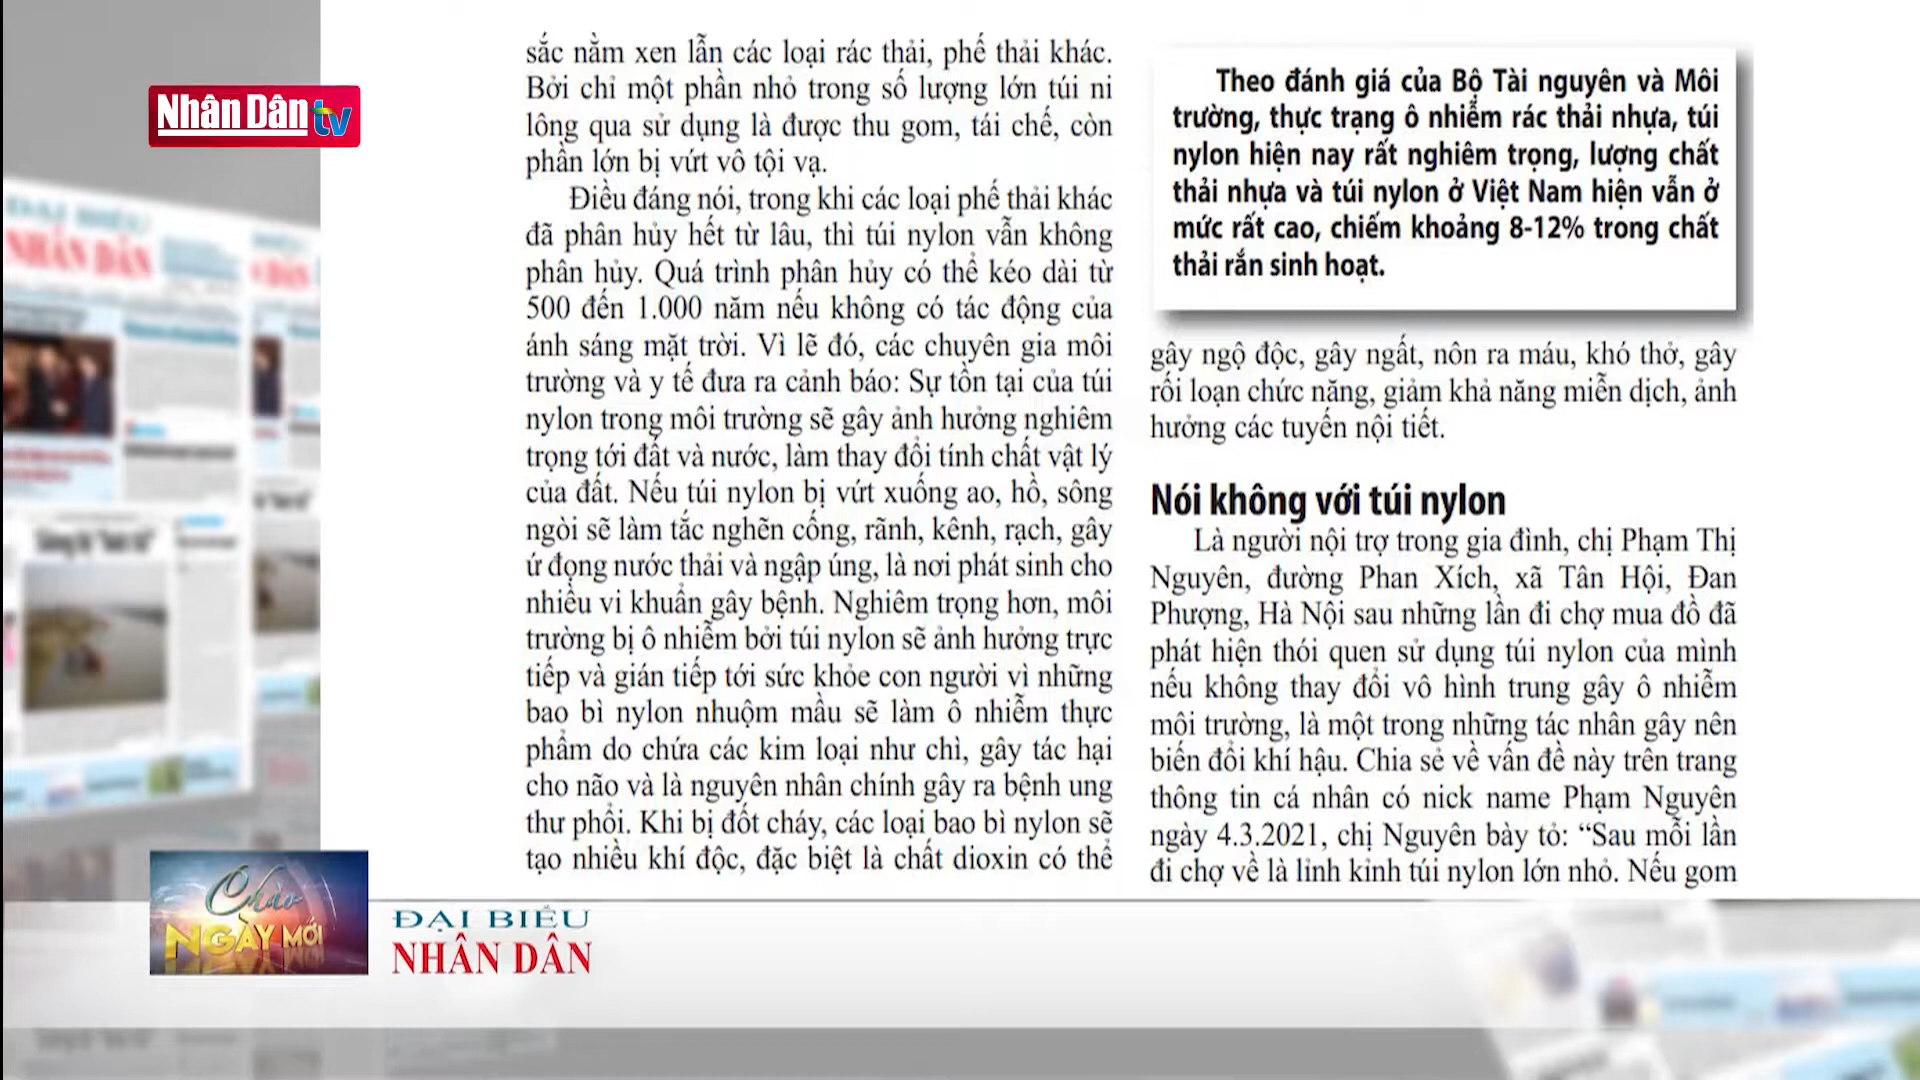 Nhân Dân tv
sắc nằm xen lẫn các loại rác thải, phế thải khác.
Bởi chỉ một phần nhỏ trong số lượng lớn túi ni
lông qua sử dụng là được thu gom, tái chế, còn
phần lớn bị vứt vô tội vạ.
Điều đáng nói, trong khi các loại phế thải khác
đã phân hủy hết từ lâu, thì túi nylon vẫn không
phân hủy. Quá trình phân hủy có thể kéo dài từ
500 đến 1.000 năm nếu không có tác động của
ánh sáng mặt trời. Vì lẽ đó, các chuyên gia môi
trường và y tế đưa ra cảnh báo: Sự tồn tại của túi
nylon trong môi trường sẽ gây ảnh hưởng nghiêm
trọng tới đất và nước, làm thay đổi tính chất vật lý
của đất. Nếu túi nylon bị vứt xuống ao, hồ, sông
ngòi sẽ làm tắc nghẽn cống, rãnh, kênh, rạch, gây
ứ đọng nước thải và ngập úng, là nơi phát sinh cho
nhiều vi khuẩn gây bệnh. Nghiêm trọng hơn, môi
trường bị ô nhiễm bởi túi nylon sẽ ảnh hưởng trực
tiếp và gián tiếp tới sức khỏe con người vì những
bao bì nylon nhuộm mầu sẽ làm ô nhiễm thực
phẩm do chứa các kim loại như chì, gây tác hại
cho não và là nguyên nhân chính gây ra bệnh ung
thư phổi. Khi bị đốt cháy, các loại bao bì nylon sẽ
tạo nhiều khí độc, đặc biệt là chất dioxin có thể
Theo đánh giá của Bộ Tài nguyên và Môi
trường, thực trạng ô nhiễm rác thải nhựa, túi
nylon hiện nay rất nghiêm trọng, lượng chất
thải nhựa và túi nylon ở Việt Nam hiện vẫn ở
mức rất cao, chiếm khoảng 8-12% trong chất
thải rắn sinh hoạt.
gây ngộ độc, gây ngất, nôn ra máu, khó thở, gây
rối loạn chức năng, giảm khả năng miễn dịch, ảnh
hưởng các tuyến nội tiết.
Nói không với túi nylon
Là người nội trợ trong gia đình, chị Phạm Thị
Nguyên, đường Phan Xích, xã Tân Hội, Đan
Phượng, Hà Nội sau những lần đi chợ mua đồ đã
phát hiện thói quen sử dụng túi nylon của mình
nếu không thay đổi vô hình trung gây ô nhiễm
môi trường, là một trong những tác nhân gây nên
biến đổi khí hậu. Chia sẻ về vấn đề này trên trang
thông tin cá nhân có nick name Phạm Nguyên
ngày 4.3.2021, chị Nguyên bày tỏ: “Sau mỗi lần
đi chợ về là linh kinh túi nylon lớn nhỏ. Nếu gom
Chào
NGÀY MỚI
ĐẠI BIỂU
NHÂN DÂN
ĐẠI BIỂU
NHÂN DÂN